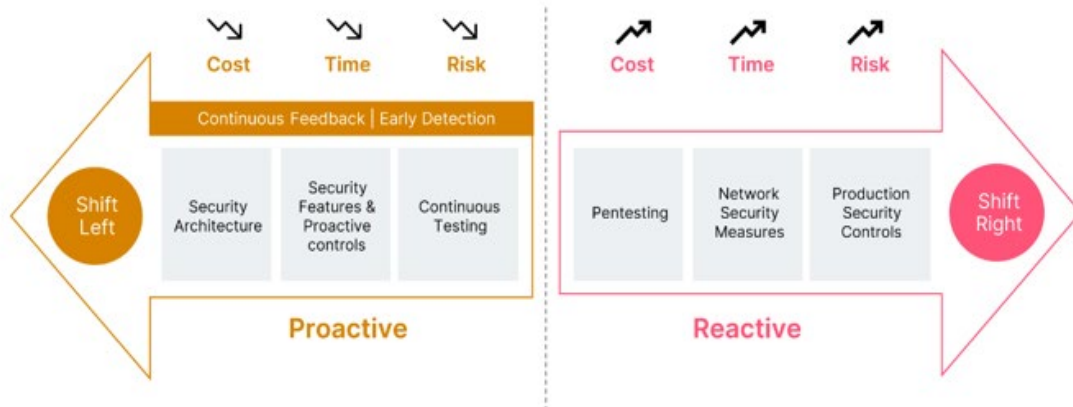 Cost
Time
Risk
Continuous Feedback | Early Detection
Shift
Left
Security
Architecture
Security
Features &
Proactive
controls
Continuous
Testing
Proactive
Cost
Time
Risk
Pentesting
Network
Security
Measures
Production
Security
Controls
Shift
Right
Reactive